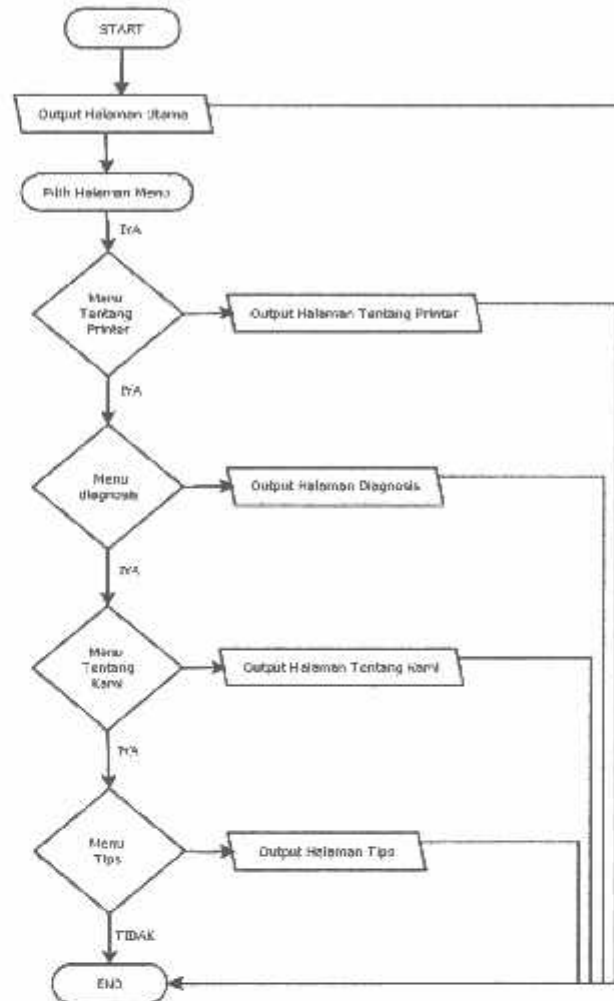 START
Output Halaman Utama
Pilih Halaman Menu
IYA
Menu
Tentang
Printer
Output Halaman Tentang Printer
IYA
Menu
diagnosis
Output Halaman Diagnosis
IYA
Menu
Tentang
Kami
Output Halaman Tentang Kami
IYA
Menu
Tips
Output Halaman Tips
TIDAK
END